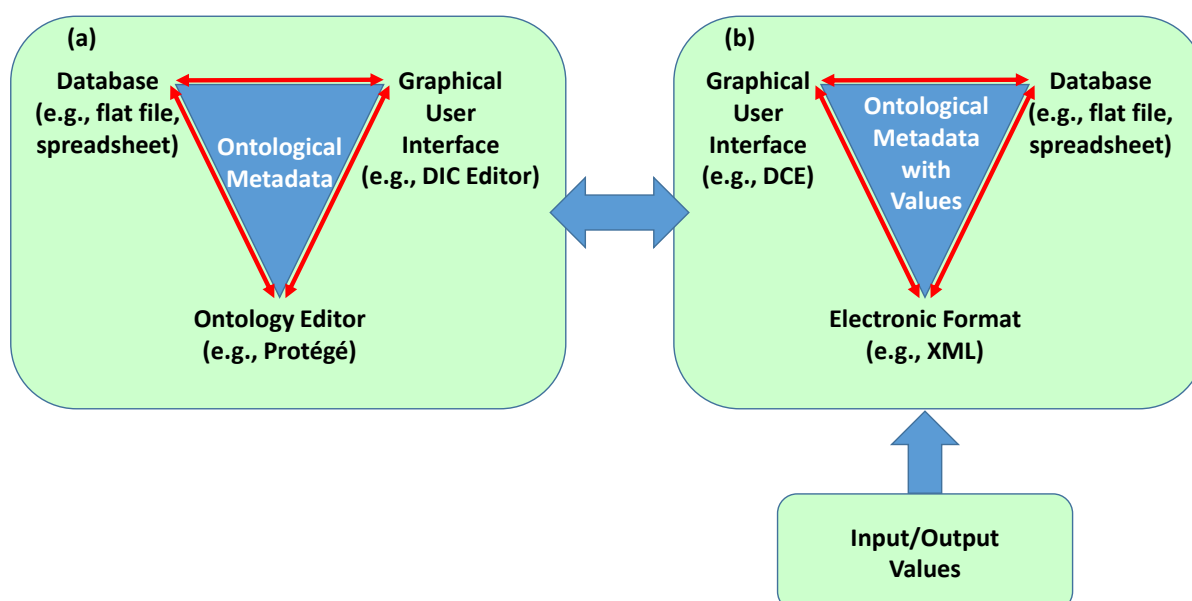 (a)
Database
(e.g., flat file,
spreadsheet)
Graphical
User
Interface
(e.g., DIC Editor)
Ontological
Metadata
Ontology Editor
(e.g., Protégé)
(b)
Graphical
User
Interface
(e.g., DCE)
Ontological
Metadata
with
Values
Database
(e.g., flat file,
spreadsheet)
Electronic Format
(e.g., XML)
Input/Output
Values